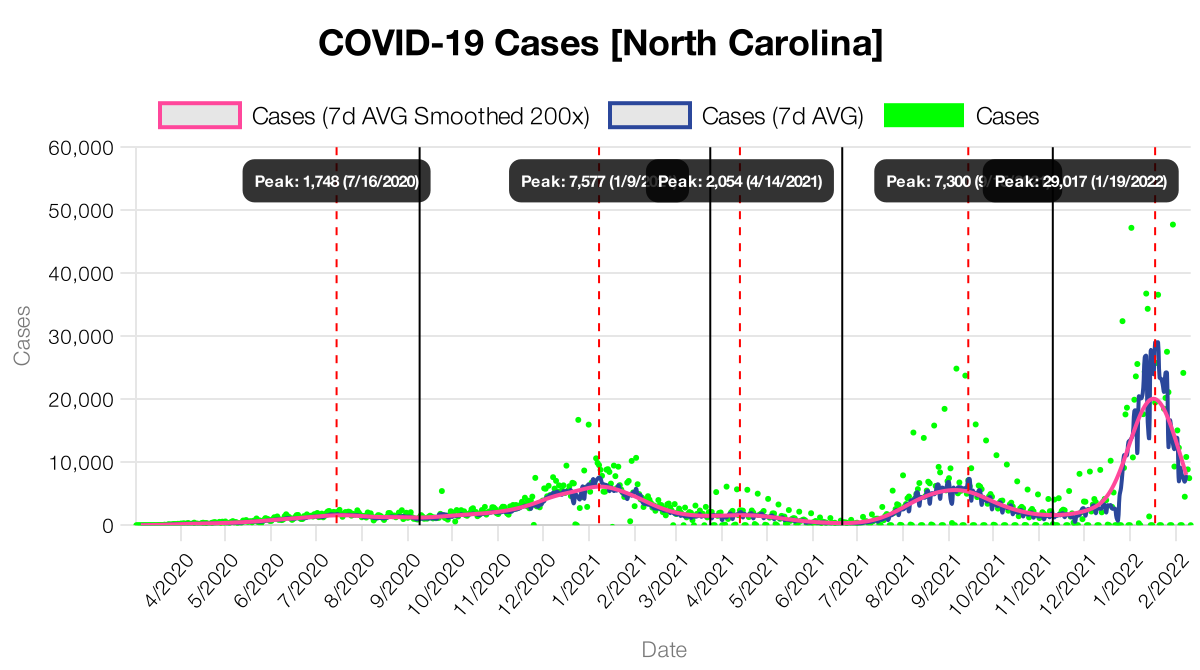 COVID-19 Cases [North Carolina]
Cases (7d AVG Smoothed 200x) Cases (7d AVG) Cases
60,000
Peak: 1,748 (7/16/2020) Peak: 7,577 (1/9/20 Peak: 2,054 (4/14/2021) Peak: 7,300 (9/ Peak: 29,017 (1/19/2022)
50,000
40,000
30,000
20,000
10,000
0
Cases
4/2020 5/2020 6/2020 7/2020 8/2020 9/2020 10/2020 11/2020 12/2020 1/2021 2/2021 3/2021 4/2021 5/2021 6/2021 7/2021 8/2021 9/2021 10/2021 11/2021 12/2021 1/2022 2/2022
Date